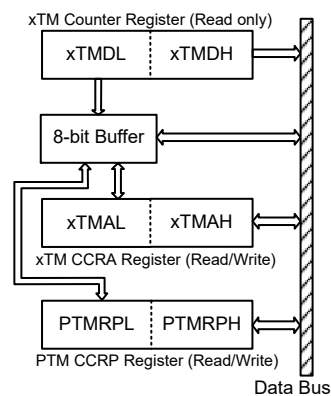 xTM Counter Register (Read only)
xTMDL xTMDH
8-bit Buffer
xTMAL xTMAH
xTM CCRA Register (Read/Write)
PTMRPL PTMRPH
PTM CCRP Register (Read/Write)
Data Bus